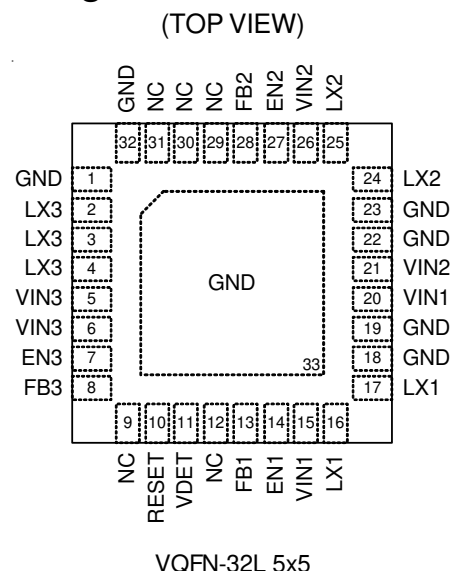 (TOP VIEW)
GND NC NC NC FB2 EN2 VIN2 LX2
32 31 30 29 28 27 26 25
GND 1 24 LX2
LX3 2 23 GND
LX3 3 22 GND
LX3 4 21 VIN2
GND
VIN3 5 20 VIN1
VIN3 6 19 GND
EN3 7 18 GND
33
FB3 8 17 LX1
9 10 11 12 13 14 15 16
NC RESET VDET NC FB1 EN1 VIN1 LX1
VQFN-32L 5x5